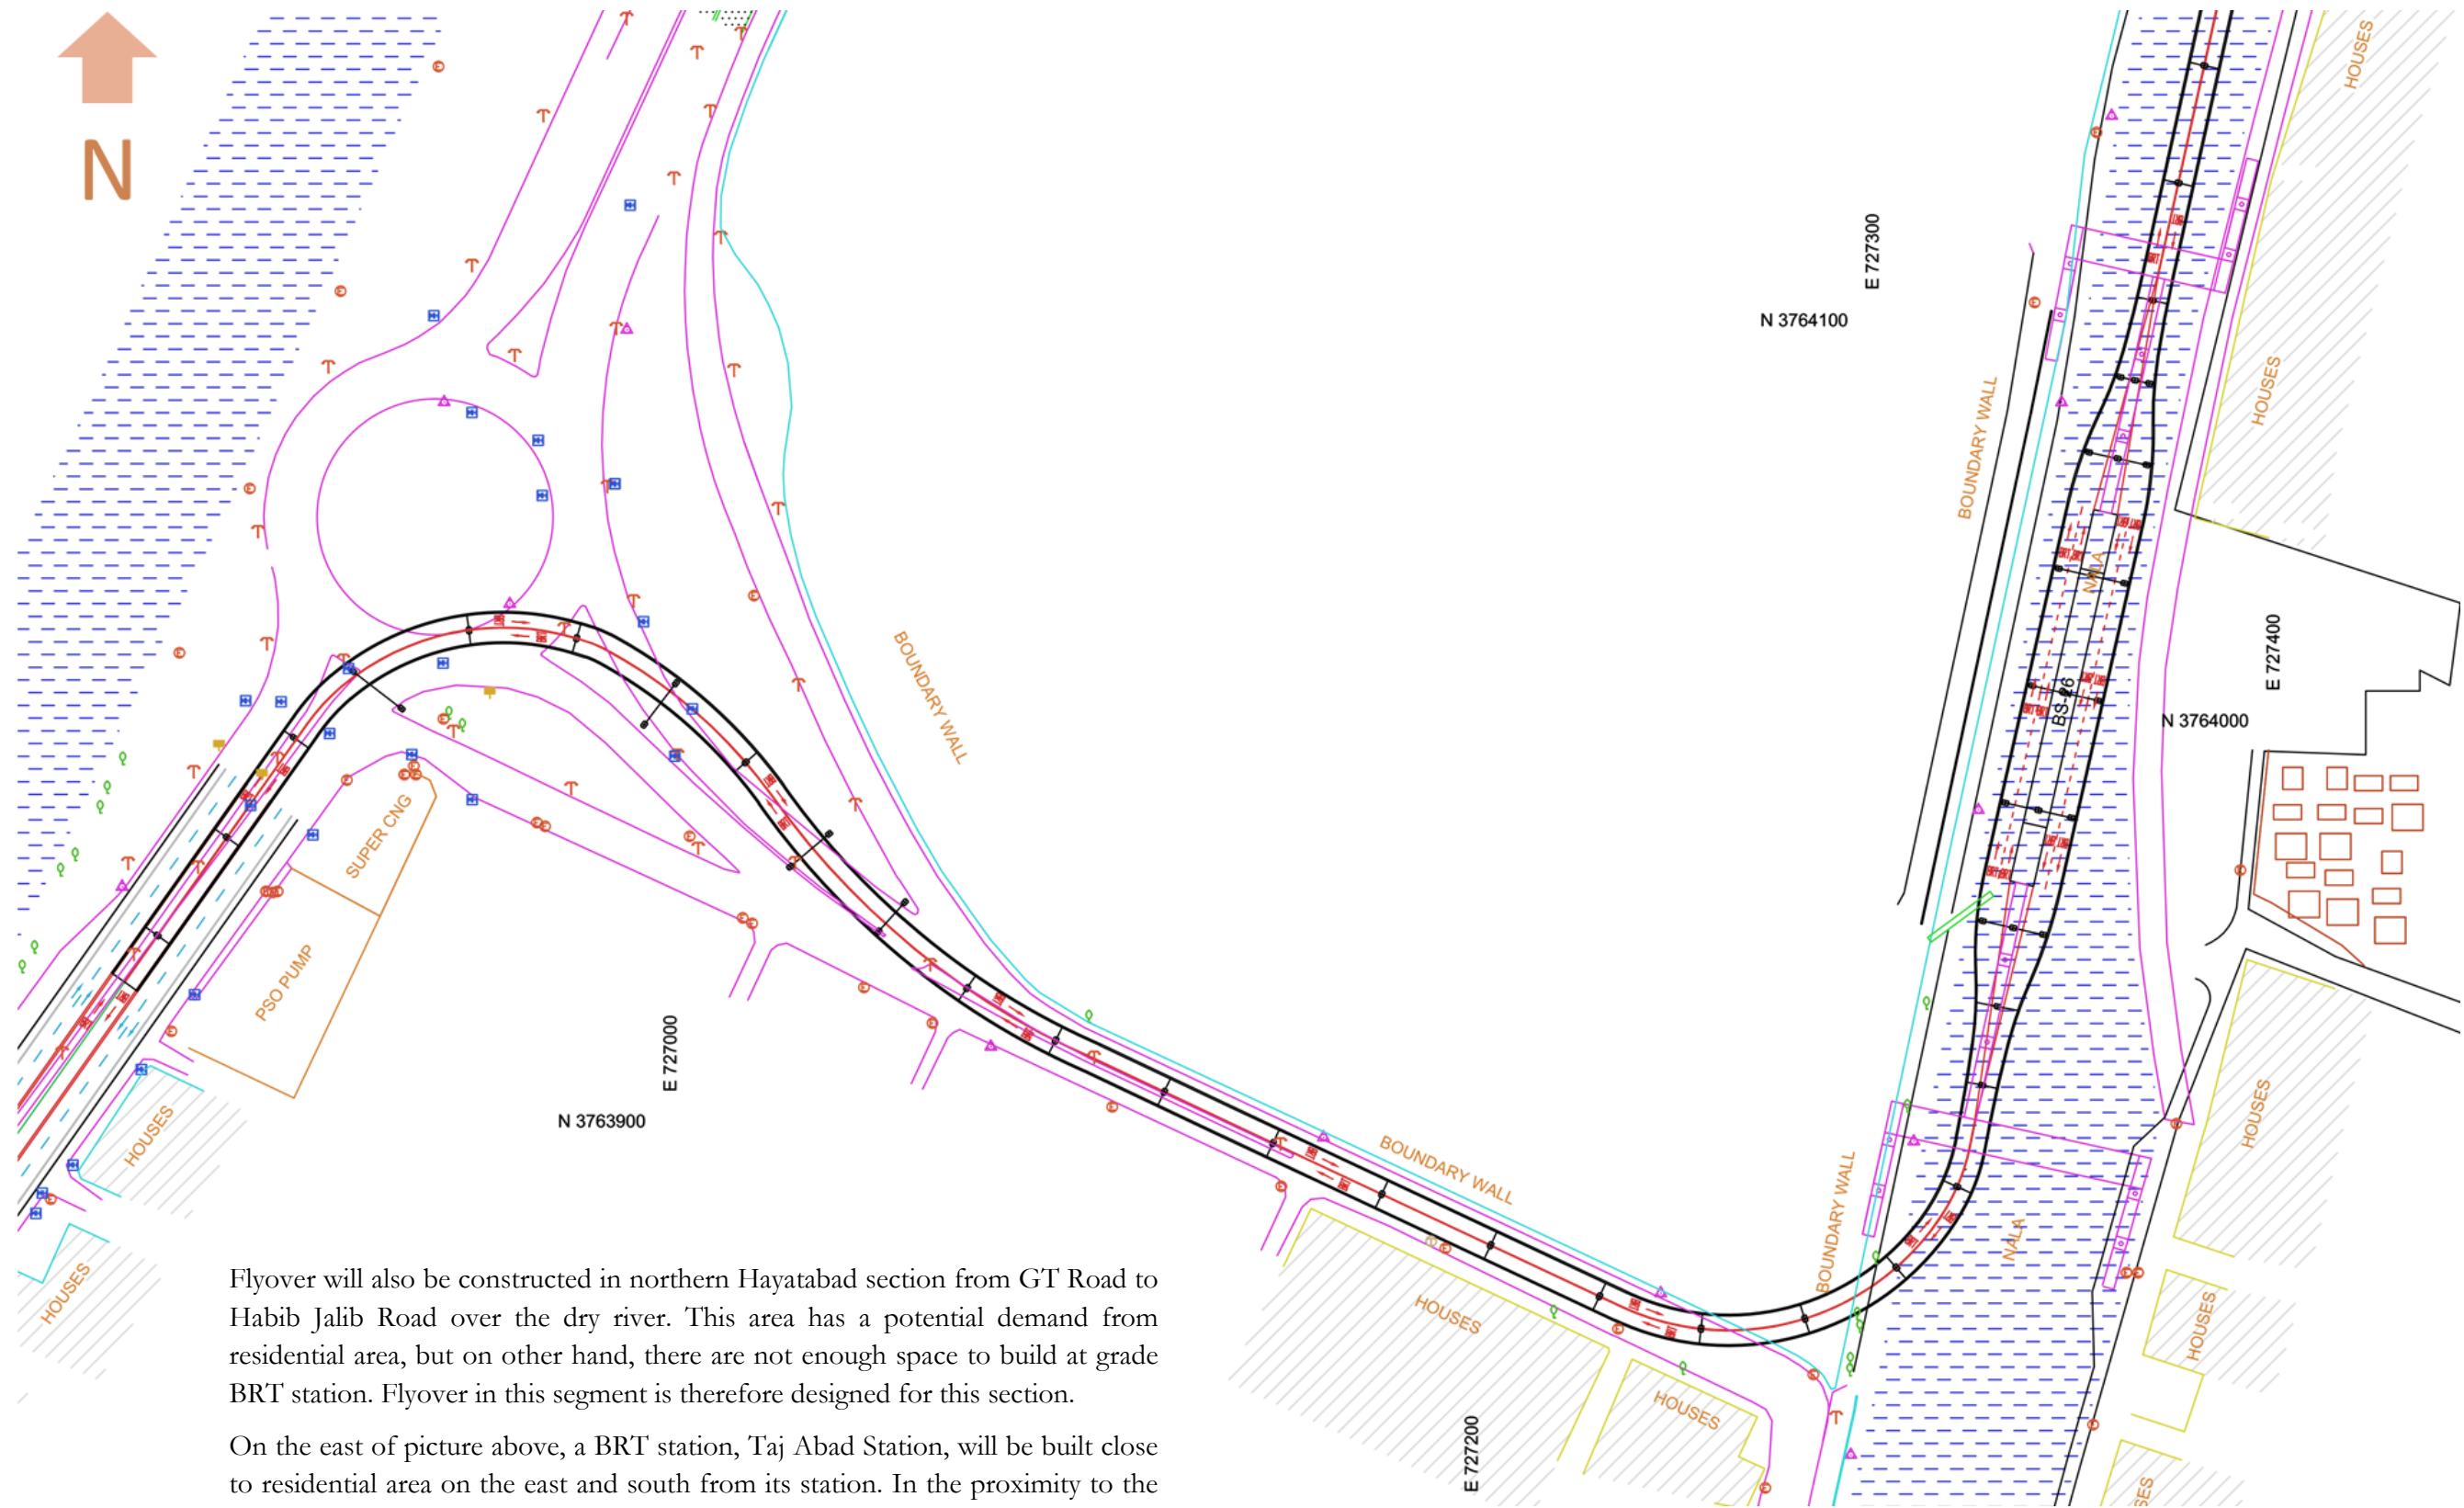 N
HOUSES
E 727300
N 3764100
HOUSES
BOUNDARY WALL
NALA
BOUNDARY WALL
E 727400
BS-26
N 3764000
SUPER CNG
PSO PUMP
E 727000
N 3763900
HOUSES
HOUSES
BOUNDARY WALL
BOUNDARY WALL
NALA
HOUSES
HOUSES
HOUSES
HOUSES
E 727200
Flyover will also be constructed in northern Hayatabad section from GT Road to
Habib Jalib Road over the dry river. This area has a potential demand from
residential area, but on other hand, there are not enough space to build at grade
BRT station. Flyover in this segment is therefore designed for this section.
On the east of picture above, a BRT station, Taj Abad Station, will be built close
to residential area on the east and south from its station. In the proximity to the